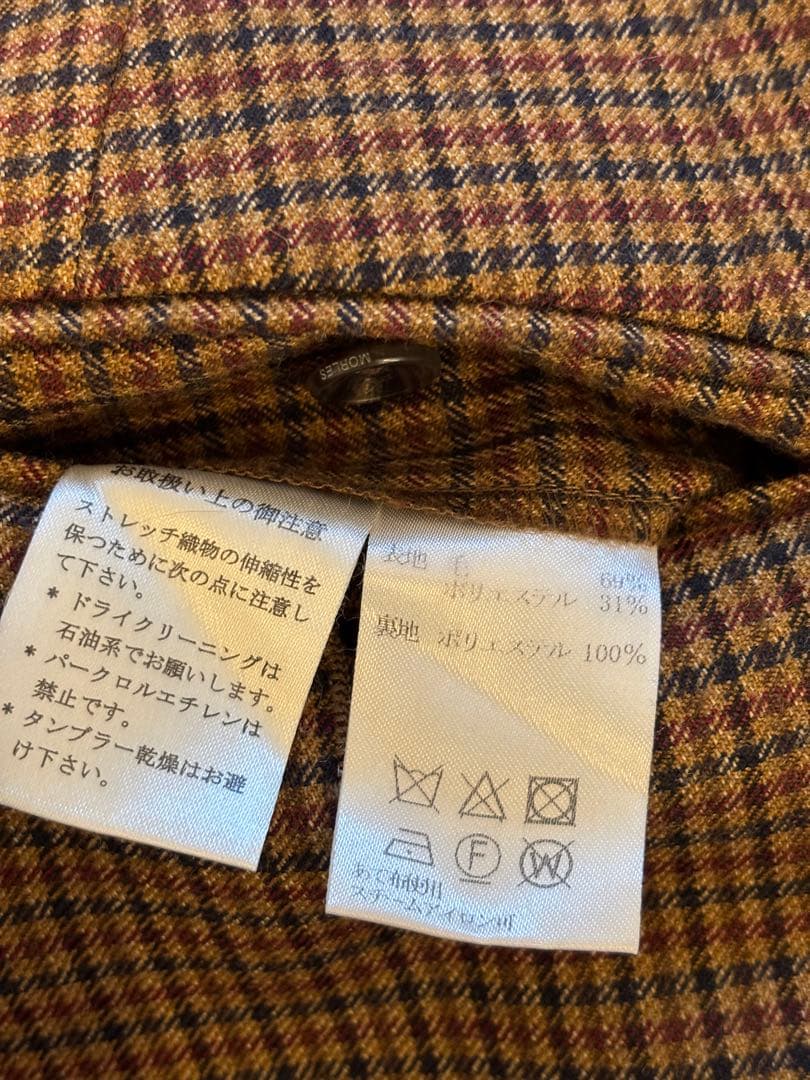 MORLES
お取扱い上の御注意
ストレッチ織物の伸縮性を
保つために次の点に注意し
て下さい。
* ドライクリーニングは
石油系でお願いします。
* パークロルエチレンは
禁止です。
* タンブラー乾燥はお避
け下さい。
表地 毛 69%
ポリエステル 31%
裏地 ポリエステル 100%
F W
あて布使用
スチームアイロン可